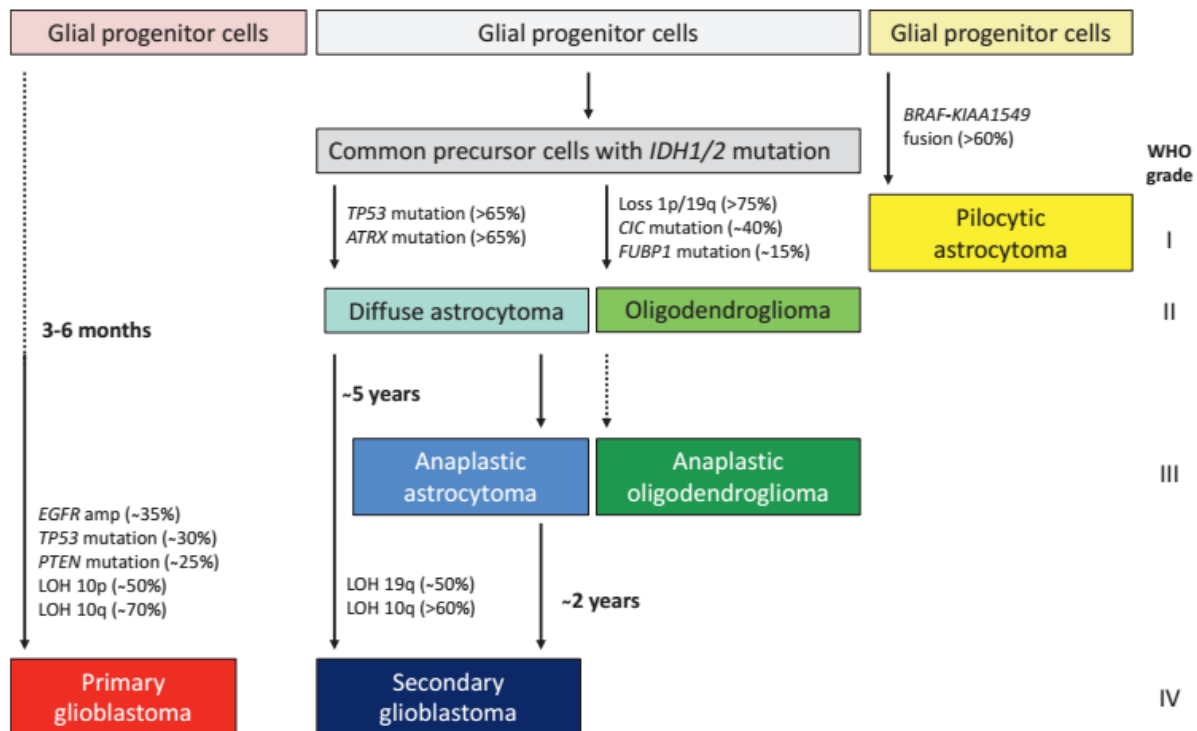 Glial progenitor cells
Glial progenitor cells
Glial progenitor cells
BRAF-KIAA1549
fusion (>60%)
Common precursor cells with IDH1/2 mutation
WHO
grade
TP53 mutation (>65%)
ATRX mutation (>65%)
Loss 1p/19q (>75%)
CIC mutation (~40%)
FUBP1 mutation (~15%)
Pilocytic
astrocytoma
I
Diffuse astrocytoma
Oligodendroglioma
II
3-6 months
~5 years
Anaplastic
astrocytoma
Anaplastic
oligodendroglioma
III
EGFR amp (~35%)
TP53 mutation (~30%)
PTEN mutation (~25%)
LOH 10p (~50%)
LOH 10q (~70%)
LOH 19q (~50%)
LOH 10q (>60%)
~2 years
Primary
glioblastoma
Secondary
glioblastoma
IV